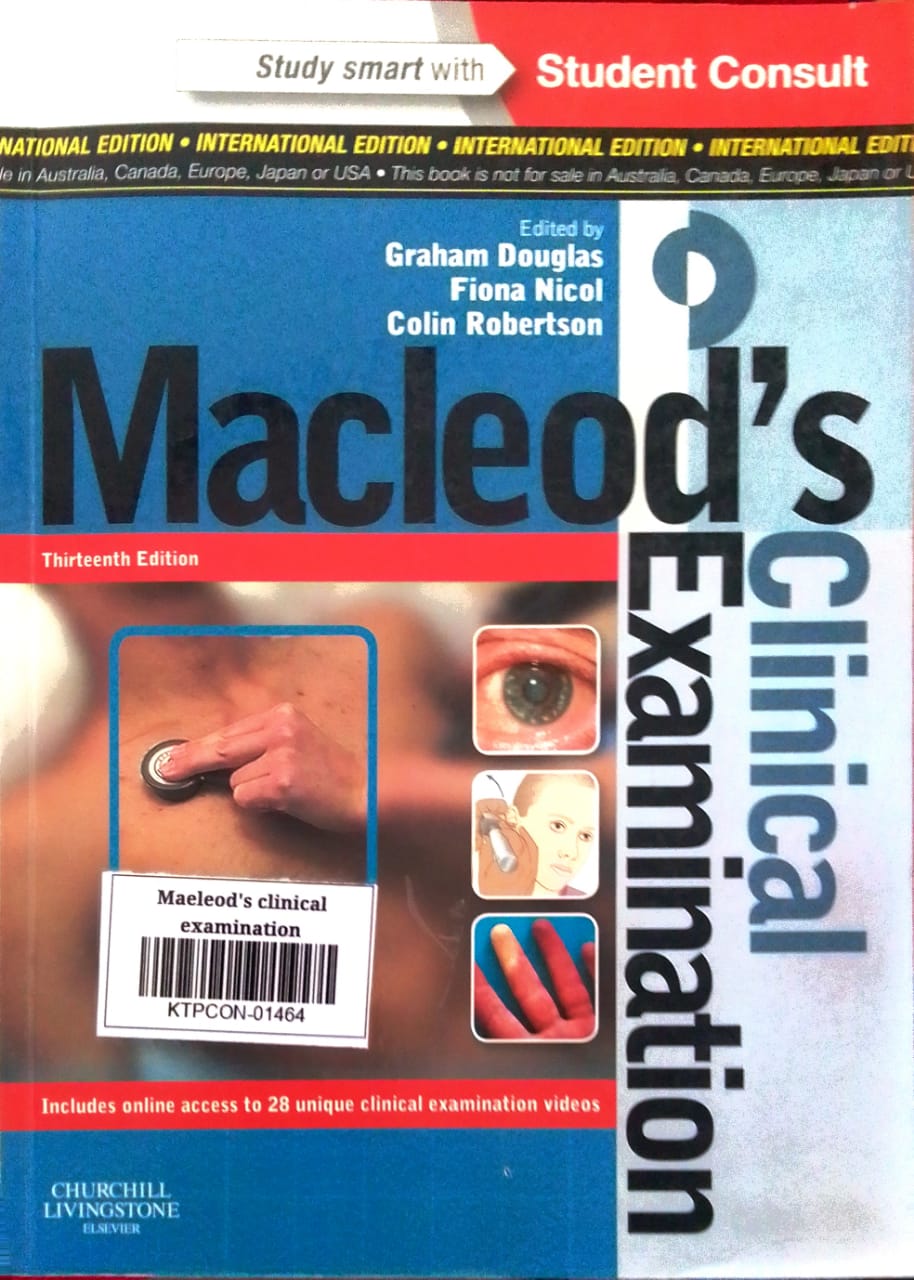 Study smart with
Student Consult
NATIONAL EDITION • INTERNATIONAL EDITION • INTERNATIONAL EDITION • INTERNATIONAL EDIT
le in Australia, Canada, Europe, Japan or USA • This book is not for sale in Australia, Canada, Europe, Japan or U
Edited by
Graham Douglas
Fiona Nicol
Colin Robertson
Macleod's
Clinical
Examination
Thirteenth Edition
Maeleod's clinical
examination
KTPCON-01464
Includes online access to 28 unique clinical examination videos
CHURCHILL
LIVINGSTONE
ELSEVIER